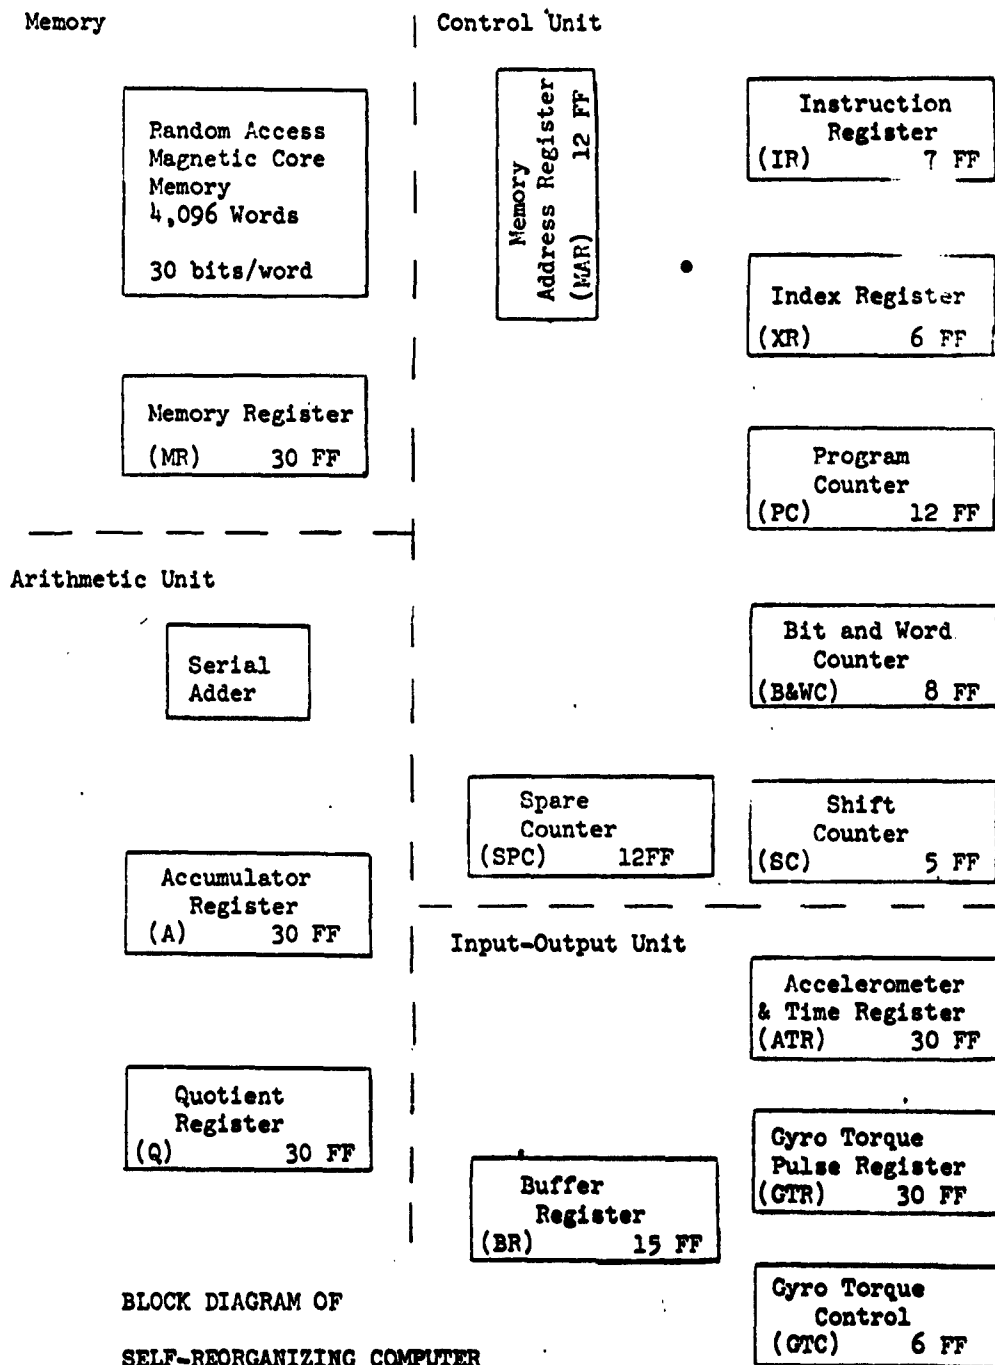 Memory
Random Access
Magnetic Core
Memory
4,096 Words
30 bits/word
Memory Register
(MR) 30 FF
Arithmetic Unit
Serial
Adder
Accumulator
Register
(A) 30 FF
Quotient
Register
(Q) 30 FF
Control Unit
Memory
Address Register
(MAR) 12 FF
Instruction
Register
(IR) 7 FF
Index Register
(XR) 6 FF
Program
Counter
(PC) 12 FF
Bit and Word
Counter
(B&WC) 8 FF
Spare
Counter
(SPC) 12FF
Shift
Counter
(SC) 5 FF
Input-Output Unit
Accelerometer
& Time Register
(ATR) 30 FF
Gyro Torque
Pulse Register
(GTR) 30 FF
Buffer
Register
(BR) 15 FF
Gyro Torque
Control
(GTC) 6 FF
BLOCK DIAGRAM OF
SELF-REORGANIZING COMPUTER